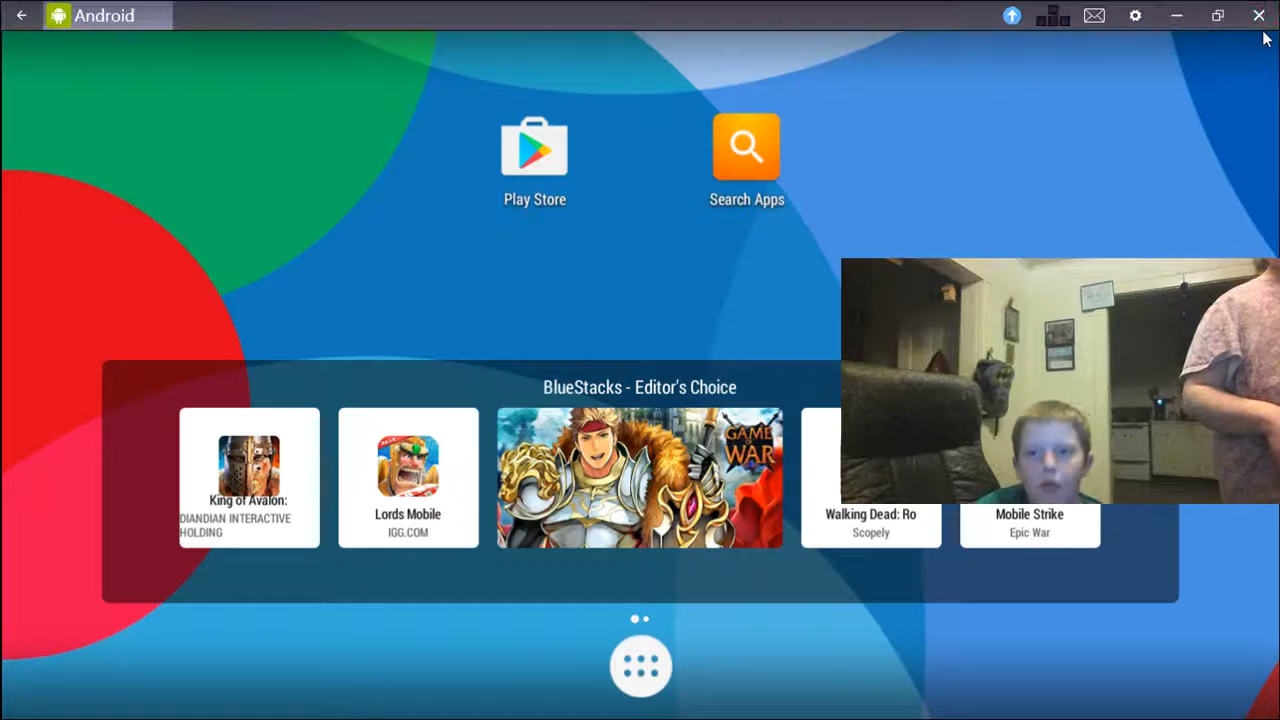 Android
Play Store
Search Apps
BlueStacks - Editor's Choice
GAME
OF
WAR
King of Avalon:
DIANDIAN INTERACTIVE
HOLDING
Lords Mobile
IGG.COM
Walking Dead: Ro
Scopely
Mobile Strike
Epic War